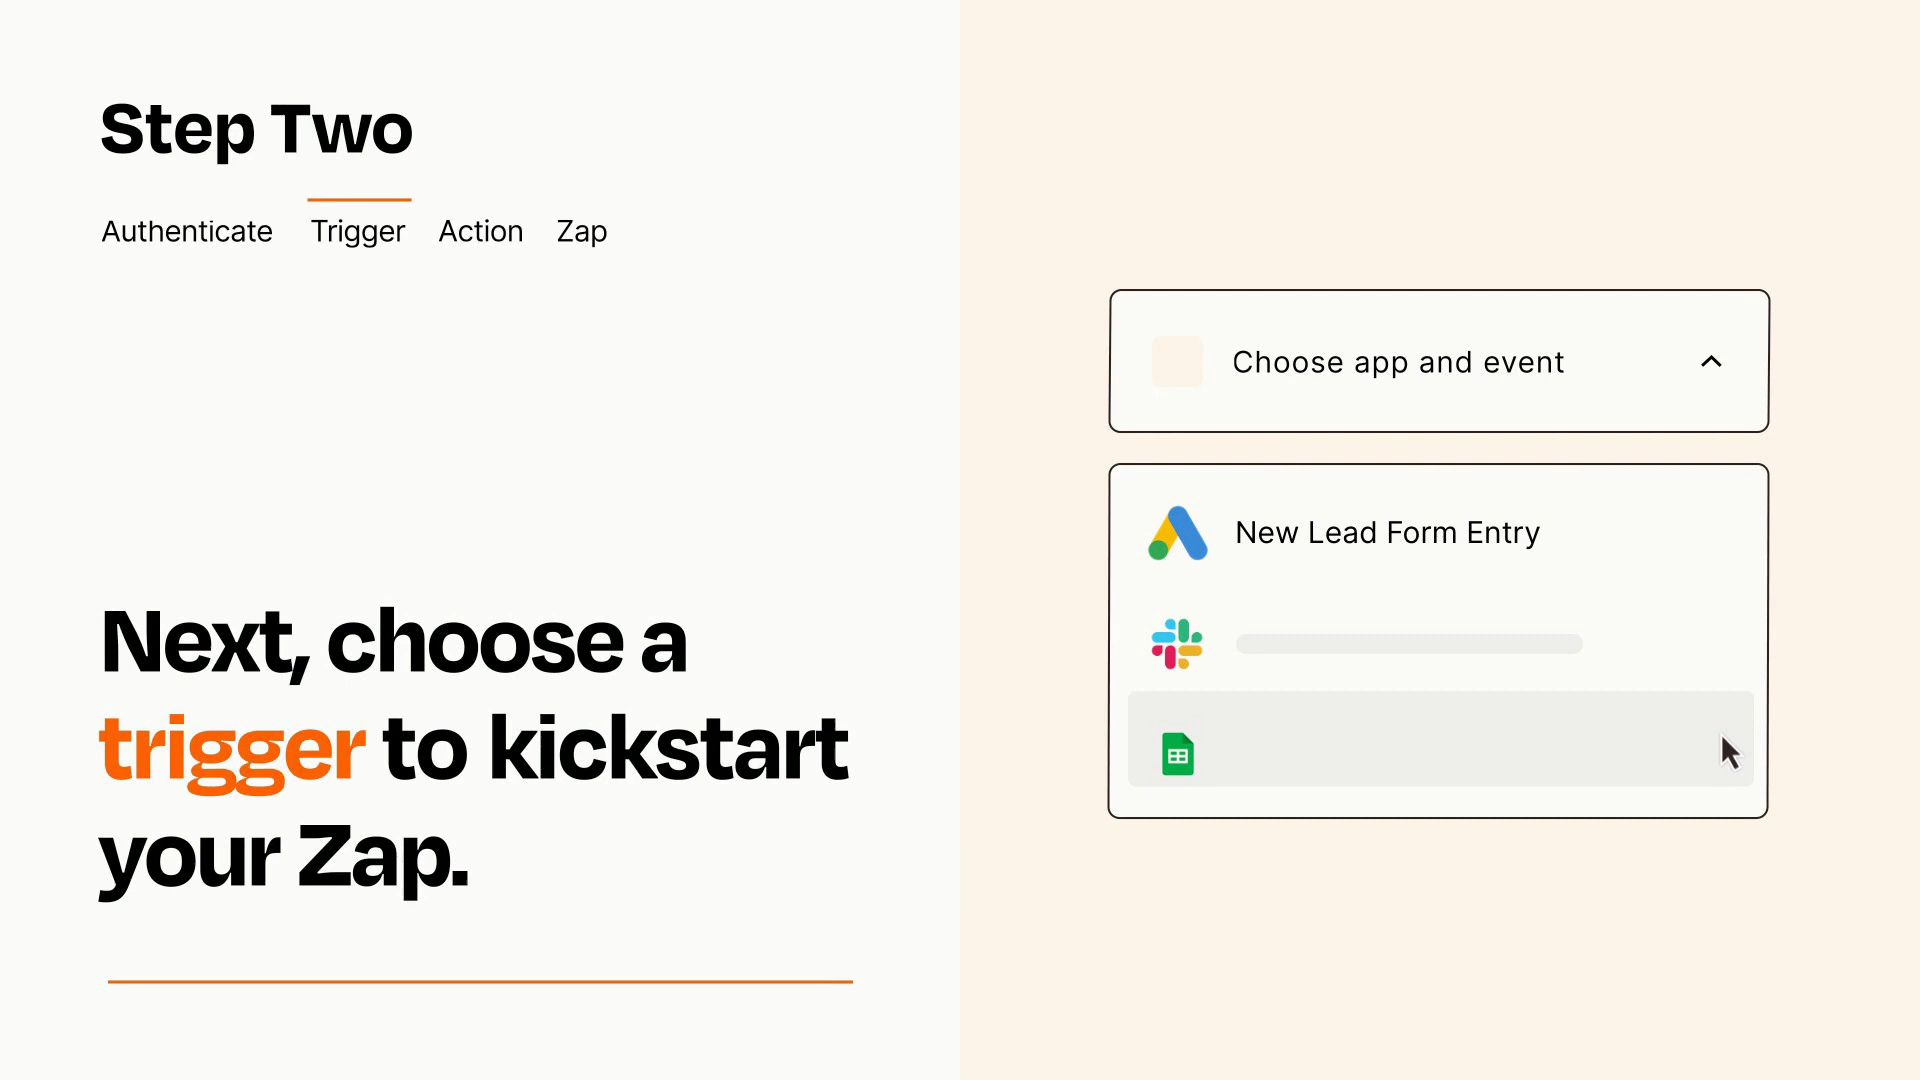 Step Two
Authenticate Trigger Action Zap
Next, choose a
trigger to kickstart
your Zap.
Choose app and event
New Lead Form Entry